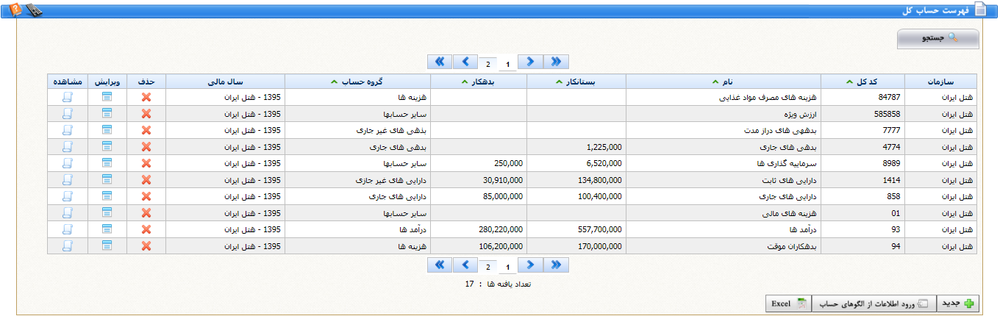 فهرست حساب کل
جستجو
1 2
سازمان کد کل نام بستانکار بدهکار گروه حساب سال مالی حذف ویرایش مشاهده
هتل ایران 84787 هزینه های مصرف مواد غذایی هزینه ها 1395 - هتل ایران
هتل ایران 585858 ارزش ویژه سایر حسابها 1395 - هتل ایران
هتل ایران 7777 بدههی های دراز مدت بذهی های غیر جاری 1395 - هتل ایران
هتل ایران 4774 بدهی های جاری 1,225,000 بدهی های جاری 1395 - هتل ایران
هتل ایران 8989 سرماییه گذاری ها 6,520,000 250,000 سایر حسابها 1395 - هتل ایران
هتل ایران 1414 دارایی های ثابت 134,800,000 30,910,000 دارایی های غیر جازی 1395 - هتل ایران
هتل ایران 858 دارایی های جاری 100,400,000 85,000,000 دارایی های جاری 1395 - هتل ایران
هتل ایران 01 هزینه های مالی سایر حسابها 1395 - هتل ایران
هتل ایران 93 درآمد ها 557,700,000 280,220,000 درآمد ها 1395 - هتل ایران
هتل ایران 94 بدهکاران موقت 170,000,000 106,200,000 هزینه ها 1395 - هتل ایران
1 2
تعداد یافته ها : 17
جدید ورود اطلاعات از الگوهای حساب Excel